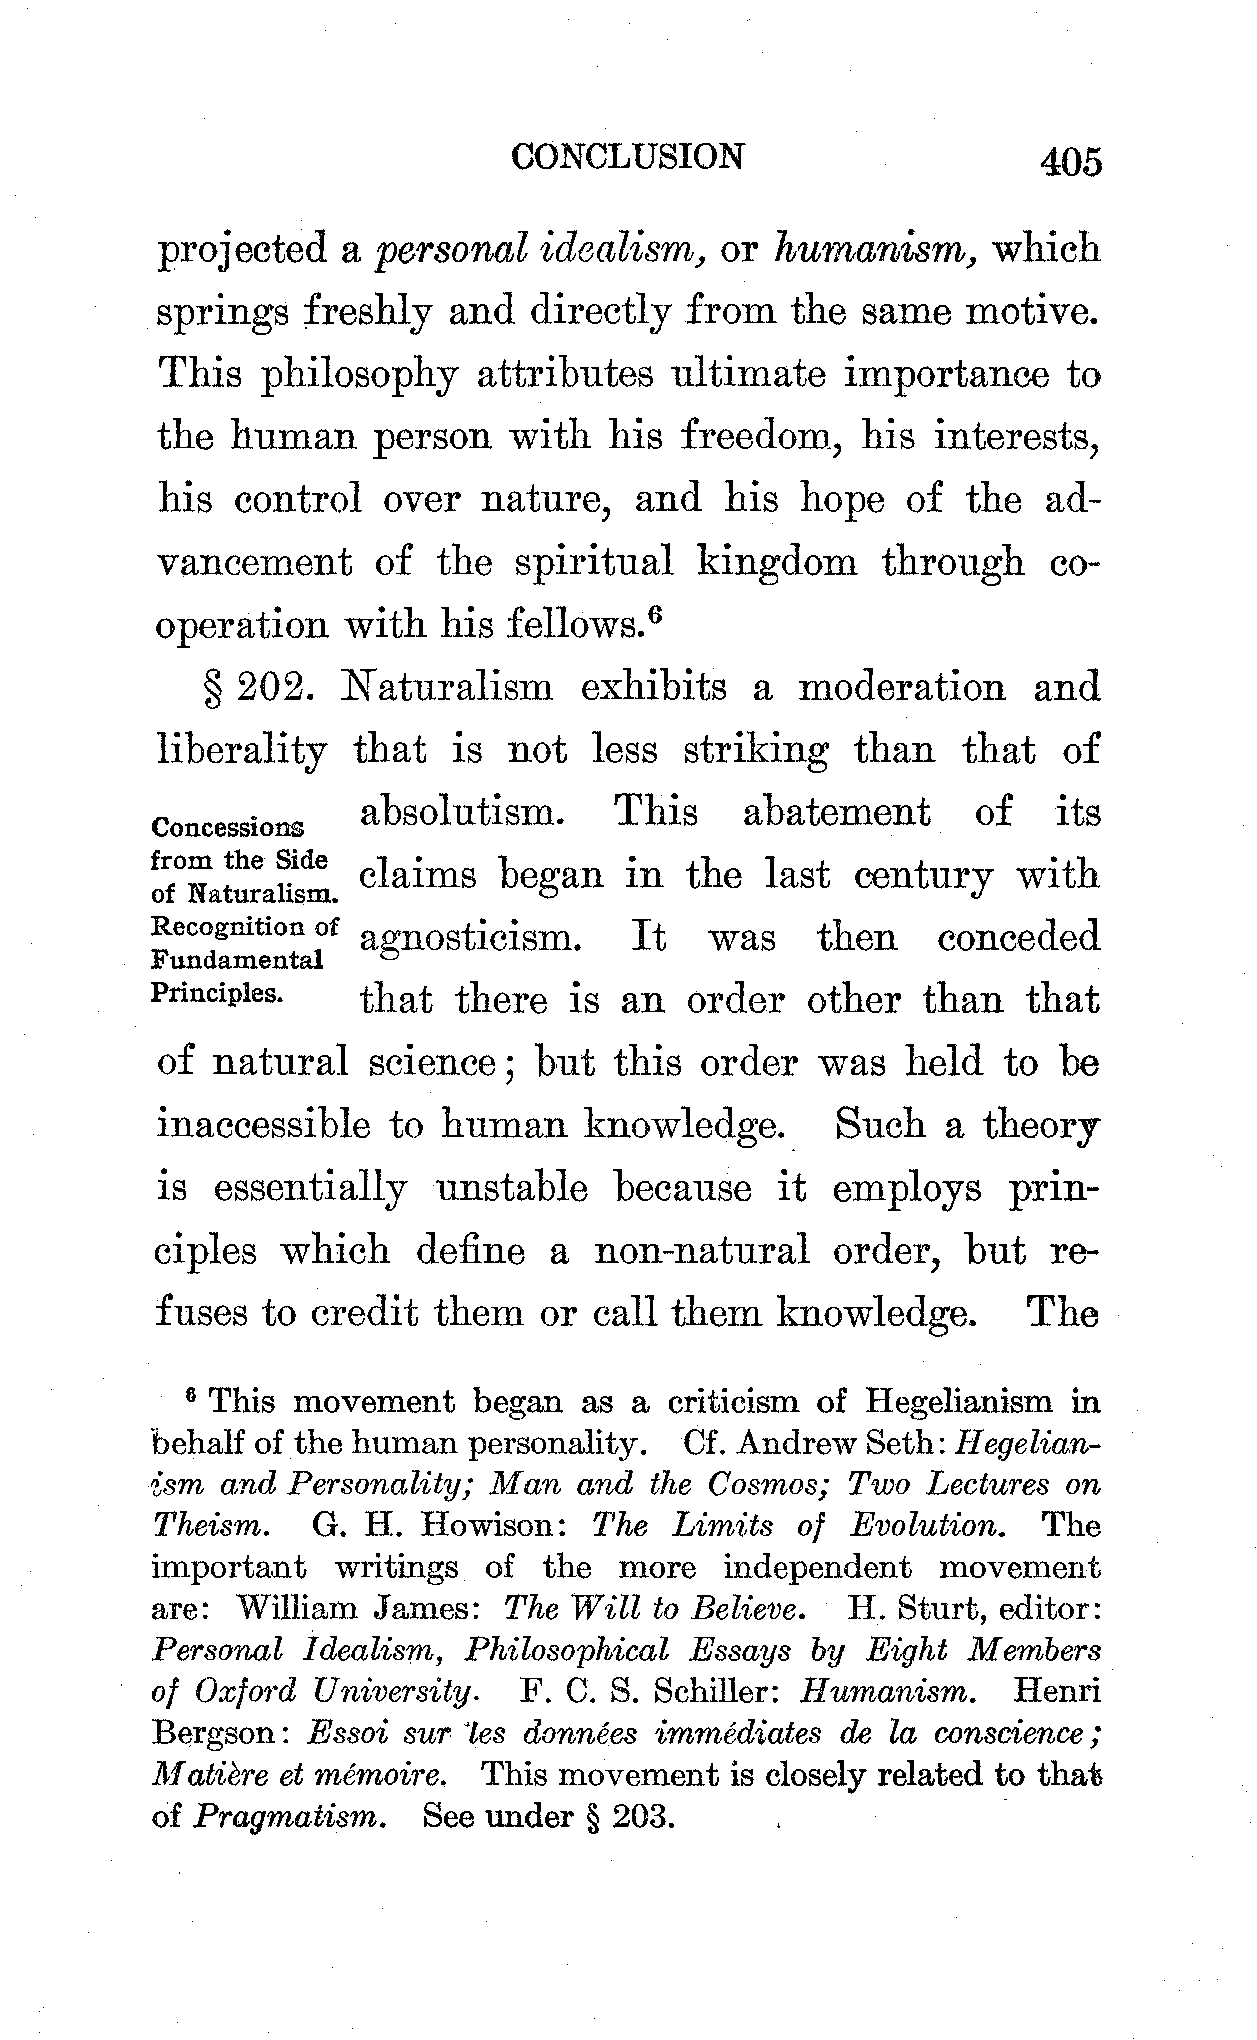 CONCLUSION 405
projected a personal idealism, or humanism, which
springs freshly and directly from the same motive.
This philosophy attributes ultimate importance to
the human person with his freedom, his interests,
his control over nature, and his hope of the ad-
vancement of the spiritual kingdom through co-
operation with his fellows.⁶
§ 202. Naturalism exhibits a moderation and
liberality that is not less striking than that of
Concessions
from the Side
of Naturalism.
Recognition of
Fundamental
Principles.
absolutism. This abatement of its
claims began in the last century with
agnosticism. It was then conceded
that there is an order other than that
of natural science; but this order was held to be
inaccessible to human knowledge. Such a theory
is essentially unstable because it employs prin-
ciples which define a non-natural order, but re-
fuses to credit them or call them knowledge. The
⁶ This movement began as a criticism of Hegelianism in
behalf of the human personality. Cf. Andrew Seth: Hegelian-
ism and Personality; Man and the Cosmos; Two Lectures on
Theism. G. H. Howison: The Limits of Evolution. The
important writings of the more independent movement
are: William James: The Will to Believe. H. Sturt, editor:
Personal Idealism, Philosophical Essays by Eight Members
of Oxford University. F. C. S. Schiller: Humanism. Henri
Bergson: Essoi sur les données immédiates de la conscience;
Matière et mémoire. This movement is closely related to that
of Pragmatism. See under § 203.